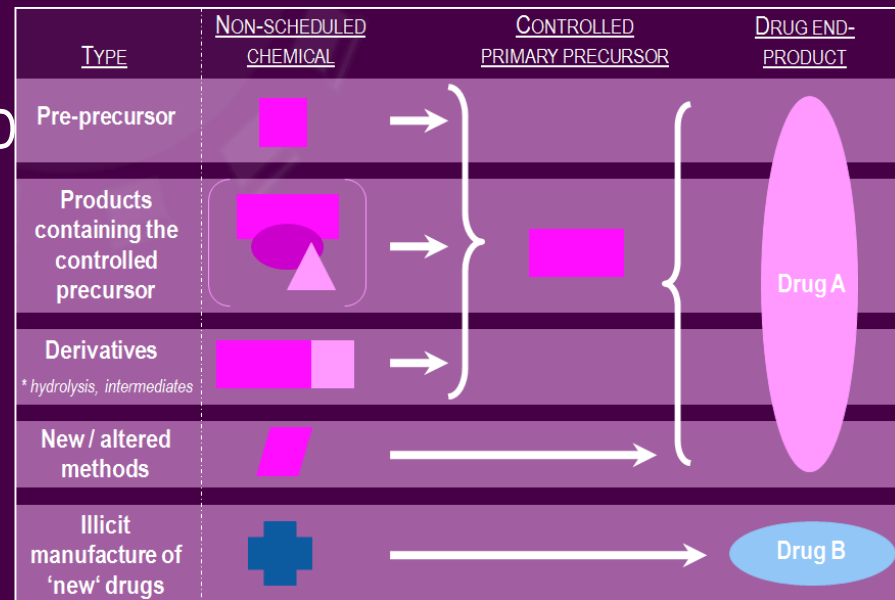 TYPE
NON-SCHEDULED
CHEMICAL
CONTROLLED
PRIMARY PRECURSOR
DRUG END-
PRODUCT
Pre-precursor
Products
containing the
controlled
precursor
Derivatives
* hydrolysis, intermediates
New / altered
methods
Illicit
manufacture of
‘new‘ drugs
Drug A
Drug B